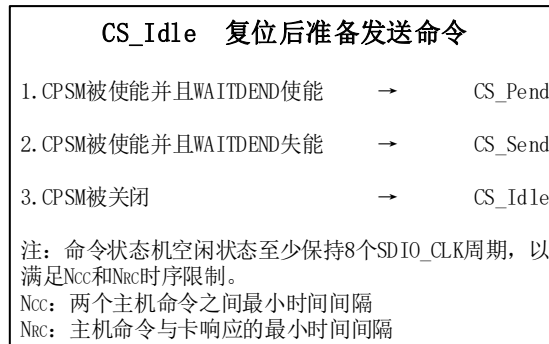 CS_Idle 复位后准备发送命令
1.CPSM被使能并且WAITDEND使能 → CS_Pend
2.CPSM被使能并且WAITDEND失能 → CS_Send
3.CPSM被关闭 → CS_Idle
注：命令状态机空闲状态至少保持8个SDIO_CLK周期，以
满足Ncc和NRC时序限制。
Ncc：两个主机命令之间最小时间间隔
NRC：主机命令与卡响应的最小时间间隔